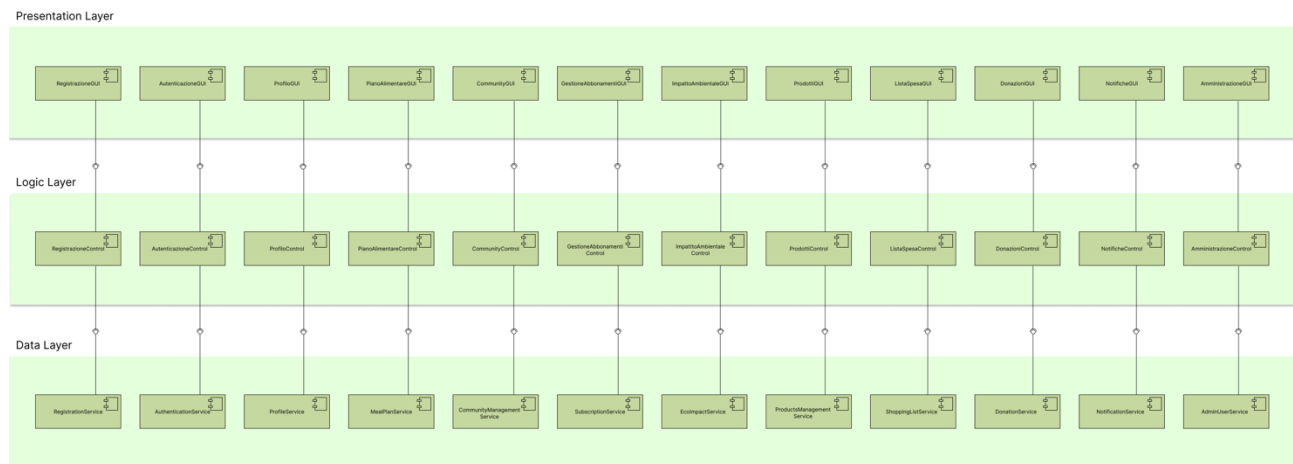 Presentation Layer
RegistrazioneGUI
AutenticazioneGUI
ProfiloGUI
PianoAlimentareGUI
CommunityGUI
GestioneAbbonamentiGUI
ImpattoAmbientaleGUI
ProdottiGUI
ListaSpesaGUI
DonazioniGUI
NotificheGUI
AmministrazioneGUI
Logic Layer
RegistrazioneControl
AutenticazioneControl
ProfiloControl
PianoAlimentareControl
CommunityControl
GestioneAbbonamenti
Control
ImpatttoAmbientale
Control
ProdottiControl
ListaSpesaControl
DonazioniControl
NotificheControl
AmministrazioneControl
Data Layer
RegistrationService
AuthenticationService
ProfileService
MealPlanService
CommunityManagement
Service
SubscriptionService
EcoImpactService
ProductsManagement
Service
ShoppingListService
DonationService
NotificationService
AdminUserService